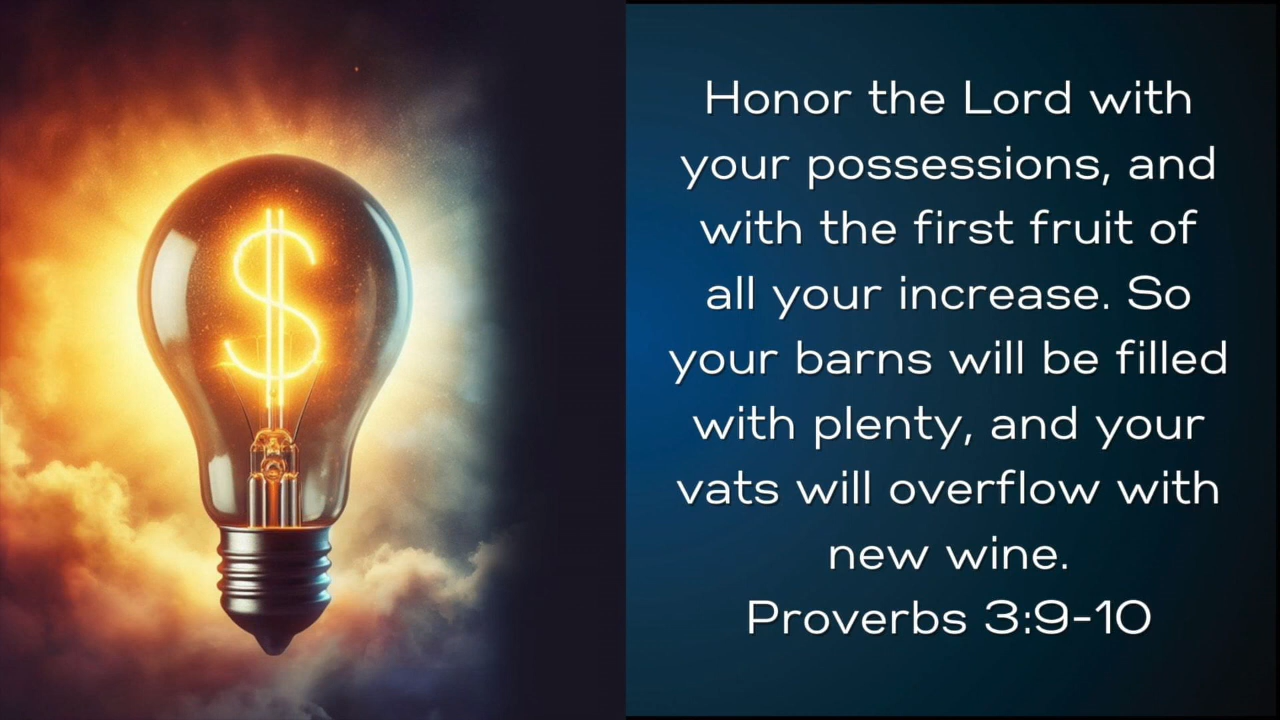 $
Honor the Lord with
your possessions, and
with the first fruit of
all your increase. So
your barns will be filled
with plenty, and your
vats will overflow with
new wine.
Proverbs 3:9-10